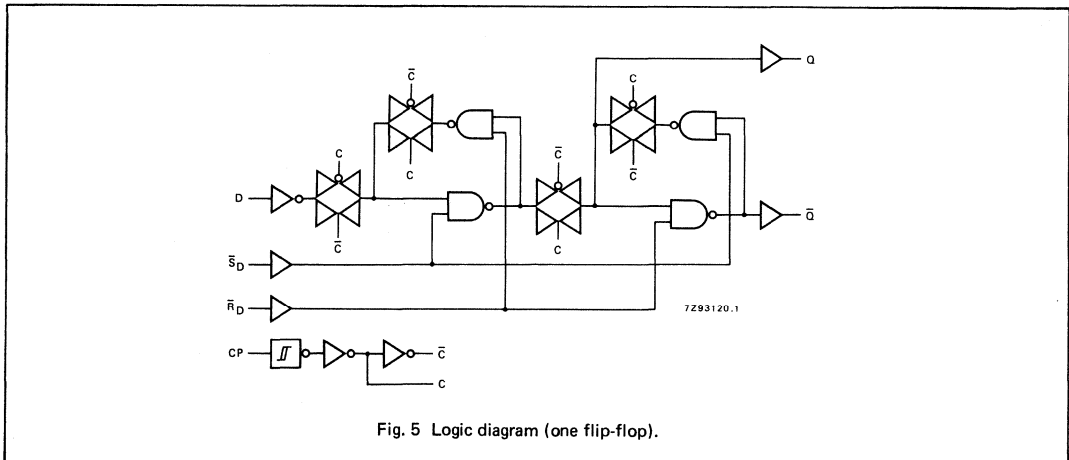 Q
C̄
C
C
C̄
C
D
C̄
C̄
C
Q̄
S̄D
R̄D
7Z93120.1
CP
C̄
C
Fig. 5 Logic diagram (one flip-flop).